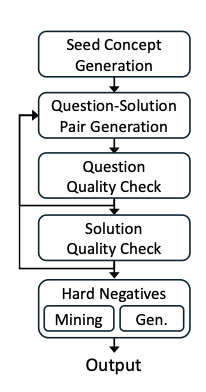 Seed Concept
Generation
Question-Solution
Pair Generation
Question
Quality Check
Solution
Quality Check
Hard Negatives
Mining
Gen.
Output